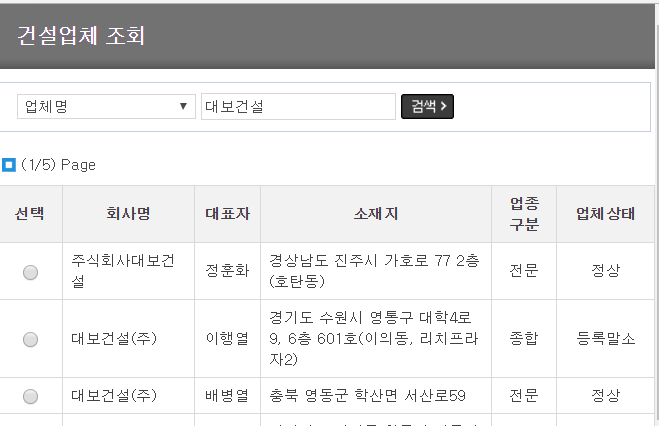 건설업체 조회
업체명 대보건설 검색
(1/5) Page
선택 회사명 대표자 소재지 업종구분 업체상태
주식회사대보건설 정훈화 경상남도 진주시 가호로 77 2층(호탄동) 전문 정상
대보건설(주) 이행열 경기도 수원시 영통구 대학4로 9, 6층 601호(이의동, 리치프라자2) 종합 등록말소
대보건설(주) 배병열 충북 영동군 학산면 서산로59 전문 정상